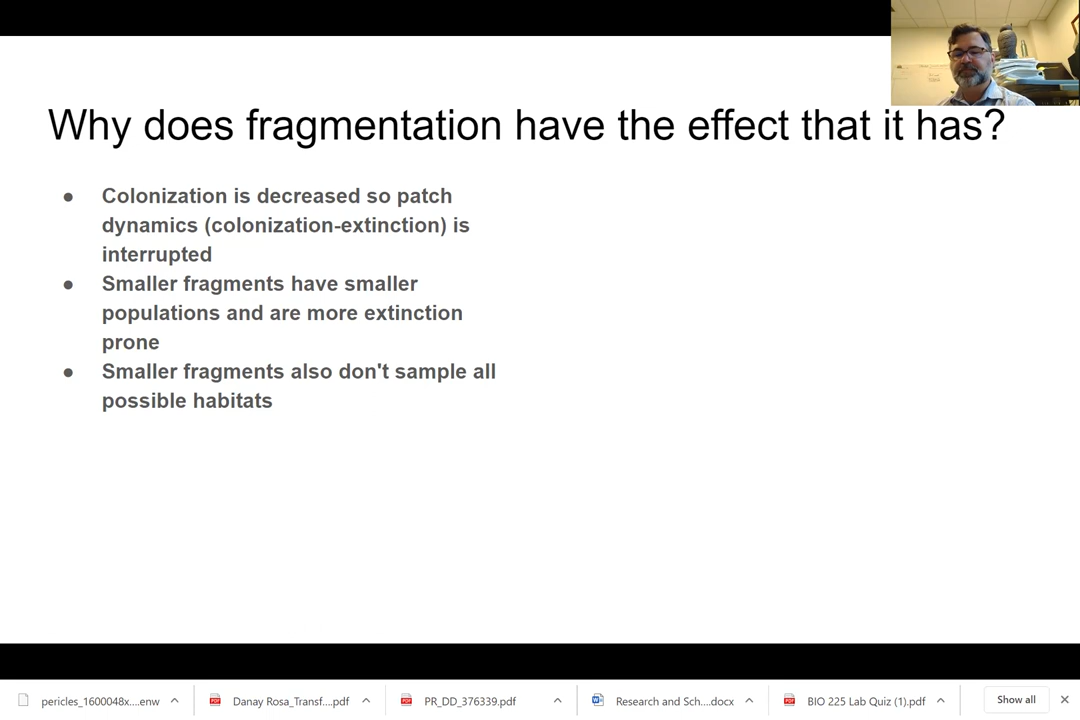 Why does fragmentation have the effect that it has?
● Colonization is decreased so patch
dynamics (colonization-extinction) is
interrupted
● Smaller fragments have smaller
populations and are more extinction
prone
● Smaller fragments also don't sample all
possible habitats
pericles_1600048x....enw
Danay Rosa_Transf....pdf
PR_DD_376339.pdf
Research and Sch....docx
BIO 225 Lab Quiz (1).pdf
Show all